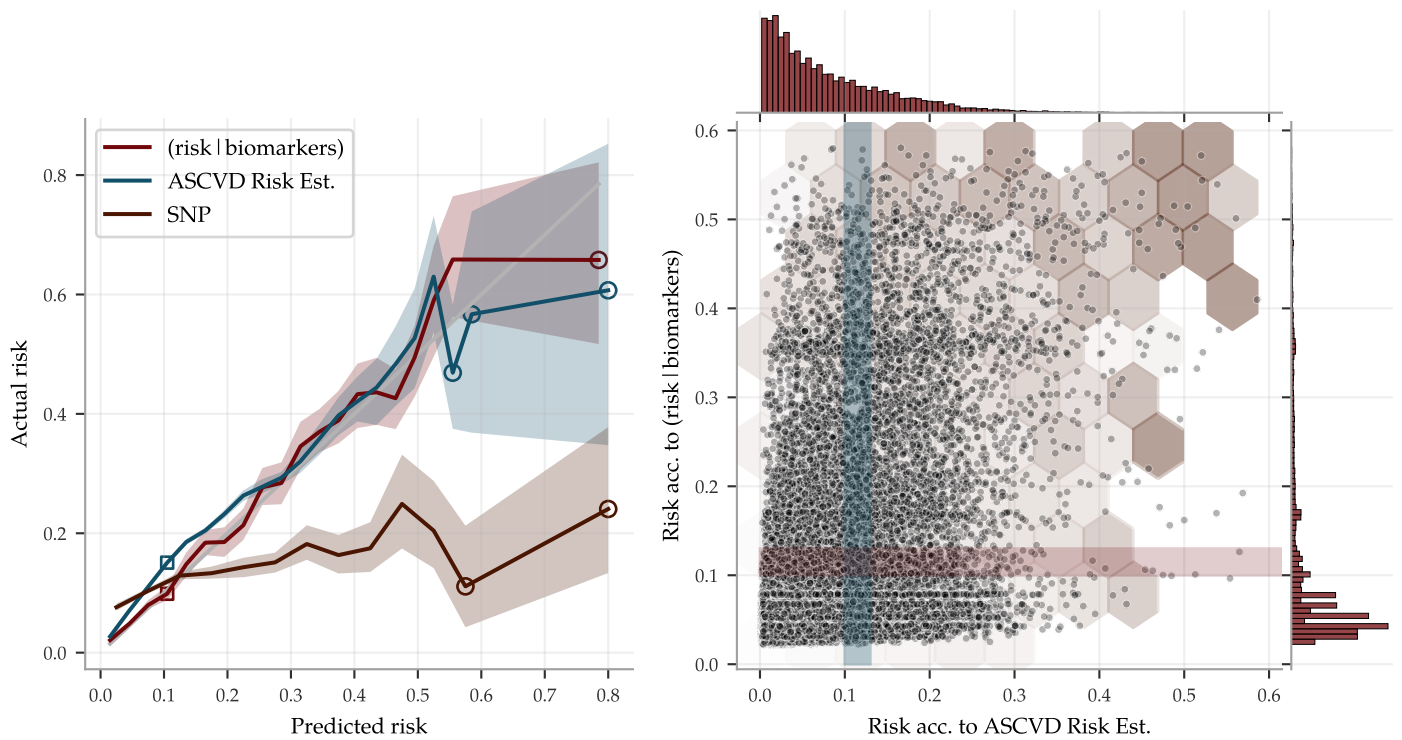 (risk | biomarkers)
ASCVD Risk Est.
SNP
Actual risk
0.8
0.6
0.4
0.2
0.0
0.0 0.1 0.2 0.3 0.4 0.5 0.6 0.7 0.8
Predicted risk
Risk acc. to (risk | biomarkers)
0.6
0.5
0.4
0.3
0.2
0.1
0.0
0.0 0.1 0.2 0.3 0.4 0.5 0.6
Risk acc. to ASCVD Risk Est.